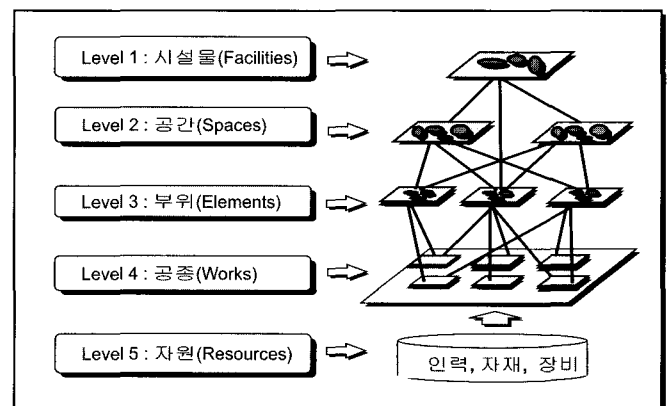 Level 1 : 시설물(Facilities)
Level 2 : 공간(Spaces)
Level 3 : 부위(Elements)
Level 4 : 공종(Works)
Level 5 : 자원(Resources)
인력, 자재, 장비